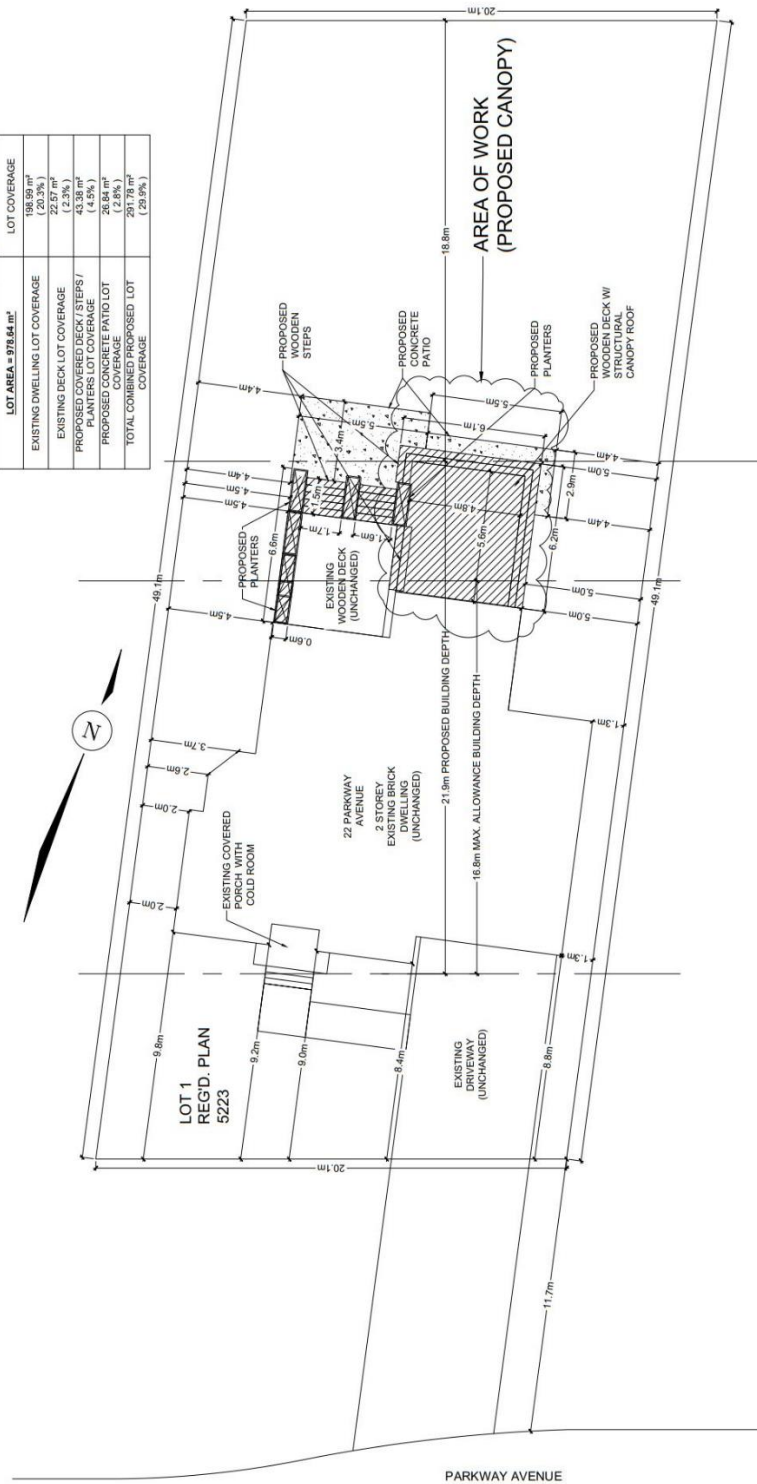 LOT AREA = 978.64 m²
LOT COVERAGE
EXISTING DWELLING LOT COVERAGE
198.99 m²
( 20.3% )
EXISTING DECK LOT COVERAGE
22.57 m²
( 2.3% )
PROPOSED COVERED DECK / STEPS /
PLANTERS LOT COVERAGE
43.38 m²
( 4.5% )
PROPOSED CONCRETE PATIO LOT
COVERAGE
26.84 m²
( 2.8% )
TOTAL COMBINED PROPOSED LOT
COVERAGE
291.78 m²
( 29.9% )
20.1m
49.1m
18.8m
AREA OF WORK
(PROPOSED CANOPY)
PROPOSED
WOODEN
STEPS
PROPOSED
CONCRETE
PATIO
PROPOSED
PLANTERS
PROPOSED
WOODEN DECK W/
STRUCTURAL
CANOPY ROOF
4.4m
5.5m
3.4m
6.1m
5.5m
4.4m
4.5m
4.5m
1.5m
1.7m
1.6m
6.6m
4.8m
5.6m
2.9m
6.2m
4.4m
5.0m
4.4m
5.0m
5.0m
PROPOSED
PLANTERS
EXISTING
WOODEN DECK
(UNCHANGED)
4.5m
0.6m
N
3.7m
2.6m
2.0m
2.0m
21.9m PROPOSED BUILDING DEPTH
16.8m MAX. ALLOWANCE BUILDING DEPTH
22 PARKWAY
AVENUE
2 STOREY
EXISTING BRICK
DWELLING
(UNCHANGED)
EXISTING COVERED
PORCH WITH
COLD ROOM
49.1m
1.3m
1.3m
LOT 1
REG'D. PLAN
5223
9.8m
9.2m
9.0m
8.4m
8.8m
EXISTING
DRIVEWAY
(UNCHANGED)
20.1m
11.7m
PARKWAY AVENUE